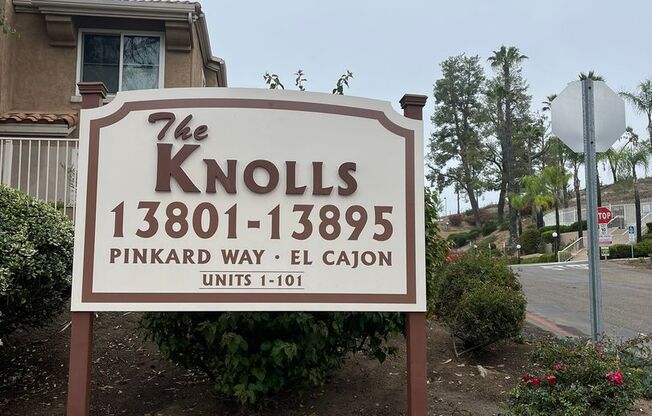 The
KNOLLS
13801-13895
PINKARD WAY · EL CAJON
UNITS 1-101
STOP